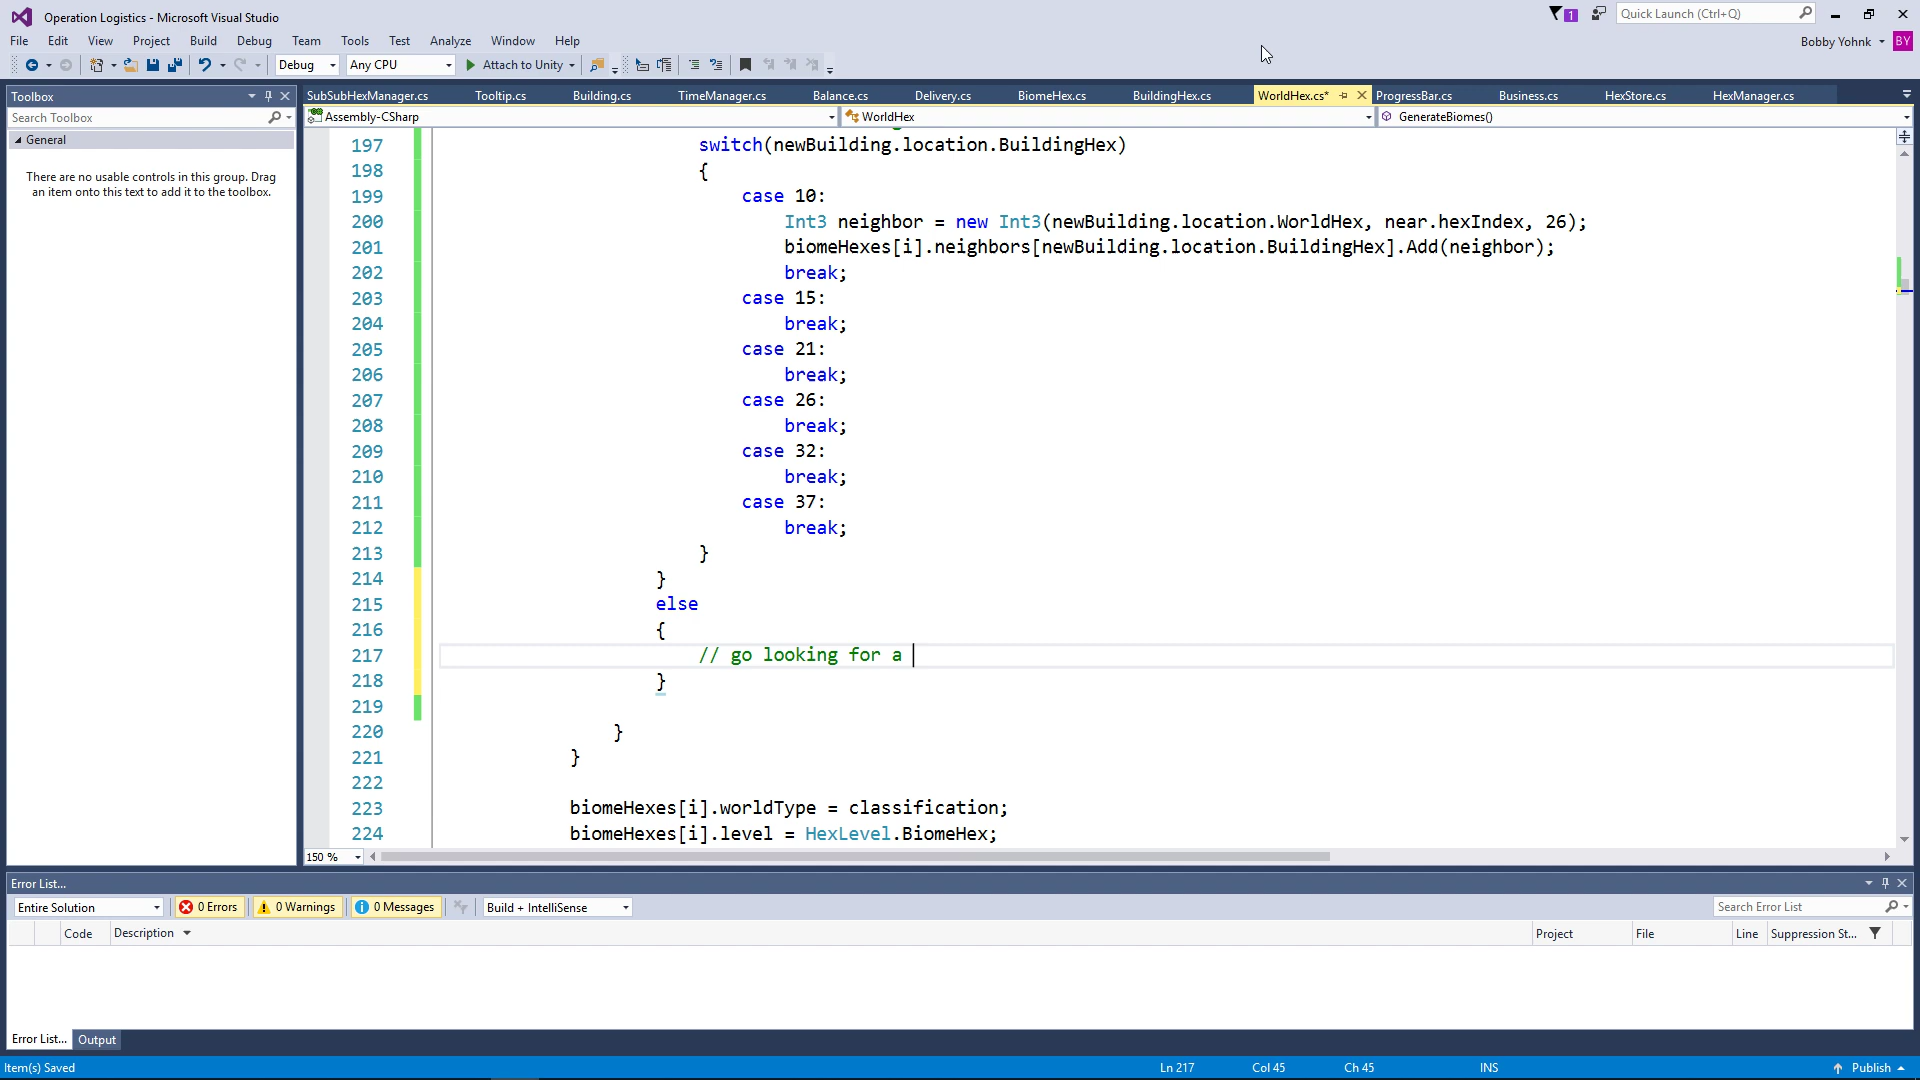 Operation Logistics - Microsoft Visual Studio
1
Quick Launch (Ctrl+Q)
File Edit View Project Build Debug Team Tools Test Analyze Window Help
Bobby Yohnk BY
Debug Any CPU Attach to Unity
Toolbox
SubSubHexManager.cs Tooltip.cs Building.cs TimeManager.cs Balance.cs Delivery.cs BiomeHex.cs BuildingHex.cs WorldHex.cs* ProgressBar.cs Business.cs HexStore.cs HexManager.cs
Search Toolbox
Assembly-CSharp WorldHex GenerateBiomes()
General
There are no usable controls in this group. Drag
an item onto this text to add it to the toolbox.
197 switch(newBuilding.location.BuildingHex)
198 {
199 case 10:
200 Int3 neighbor = new Int3(newBuilding.location.WorldHex, near.hexIndex, 26);
201 biomeHexes[i].neighbors[newBuilding.location.BuildingHex].Add(neighbor);
202 break;
203 case 15:
204 break;
205 case 21:
206 break;
207 case 26:
208 break;
209 case 32:
210 break;
211 case 37:
212 break;
213 }
214 }
215 else
216 {
217 // go looking for a
218 }
219
220 }
221 }
222
223 biomeHexes[i].worldType = classification;
224 biomeHexes[i].level = HexLevel.BiomeHex;
150 %
Error List...
Entire Solution 0 Errors 0 Warnings 0 Messages Build + IntelliSense Search Error List
Code Description Project File Line Suppression St...
Error List... Output
Item(s) Saved Ln 217 Col 45 Ch 45 INS Publish